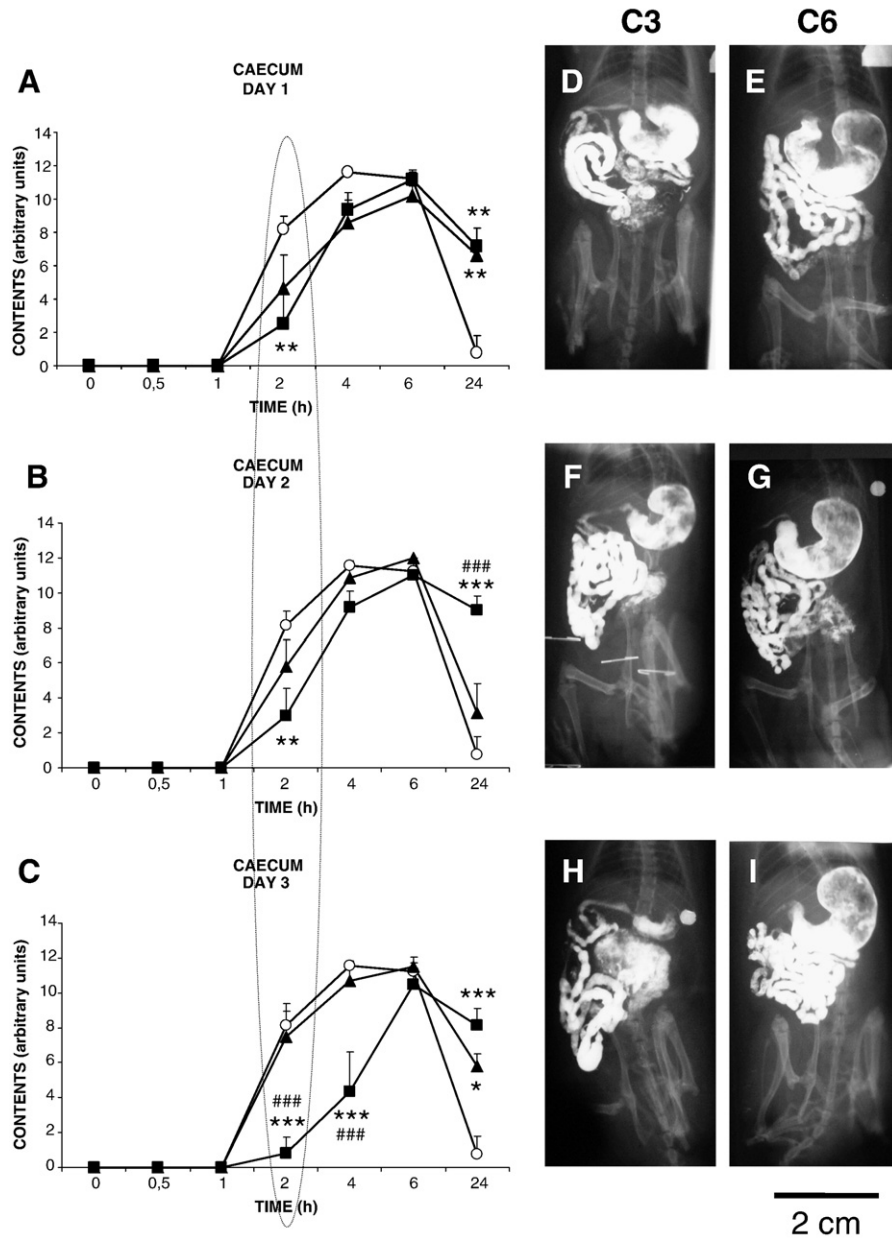 C3 C6
A
CAECUM
DAY 1
CONTENTS (arbitrary units)
14
12
10
8
6
4
2
0
**
**
**
0 0,5 1 2 4 6 24
TIME (h)
D E
B
CAECUM
DAY 2
CONTENTS (arbitrary units)
14
12
10
8
6
4
2
0
###
***
**
0 0,5 1 2 4 6 24
TIME (h)
F G
C
CAECUM
DAY 3
CONTENTS (arbitrary units)
14
12
10
8
6
4
2
0
***
*
###
***
***
###
0 0,5 1 2 4 6 24
TIME (h)
H I
2 cm